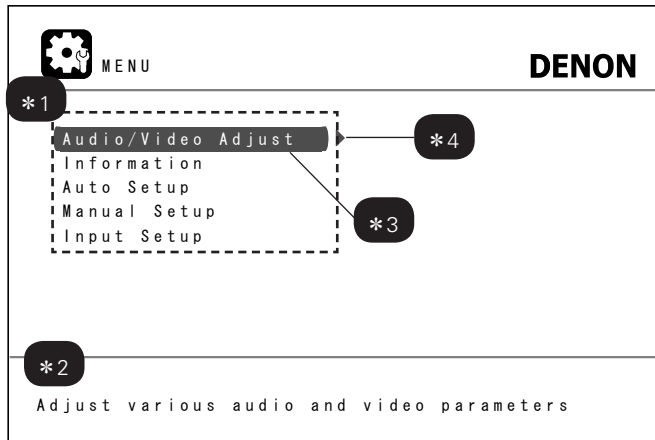 MENU
DENON
*1
Audio/Video Adjust
*4
Information
Auto Setup
Manual Setup
*3
Input Setup
*2
Adjust various audio and video parameters